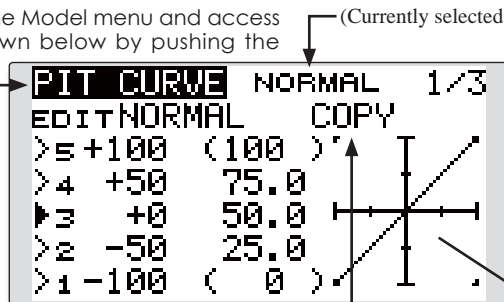 he Model menu and access
wn below by pushing the
(Currently selected
PIT CURVE NORMAL 1/3
EDIT NORMAL COPY
>5 +100 (100 )
>4 +50 75.0
▶3 +0 50.0
>2 -50 25.0
>1 -100 ( 0 )